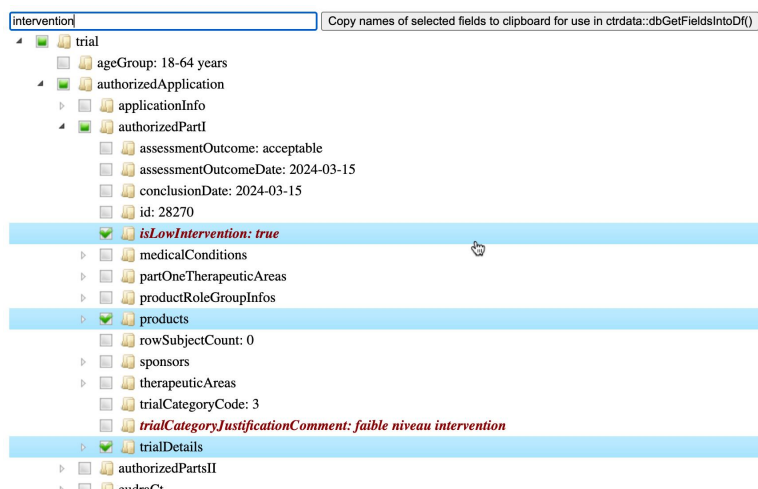 intervention
Copy names of selected fields to clipboard for use in ctrdata::dbGetFieldsIntoDf()
trial
ageGroup: 18-64 years
authorizedApplication
applicationInfo
authorizedPartI
assessmentOutcome: acceptable
assessmentOutcomeDate: 2024-03-15
conclusionDate: 2024-03-15
id: 28270
isLowIntervention: true
medicalConditions
partOneTherapeuticAreas
productRoleGroupInfos
products
rowSubjectCount: 0
sponsors
therapeuticAreas
trialCategoryCode: 3
trialCategoryJustificationComment: faible niveau intervention
trialDetails
authorizedPartsII